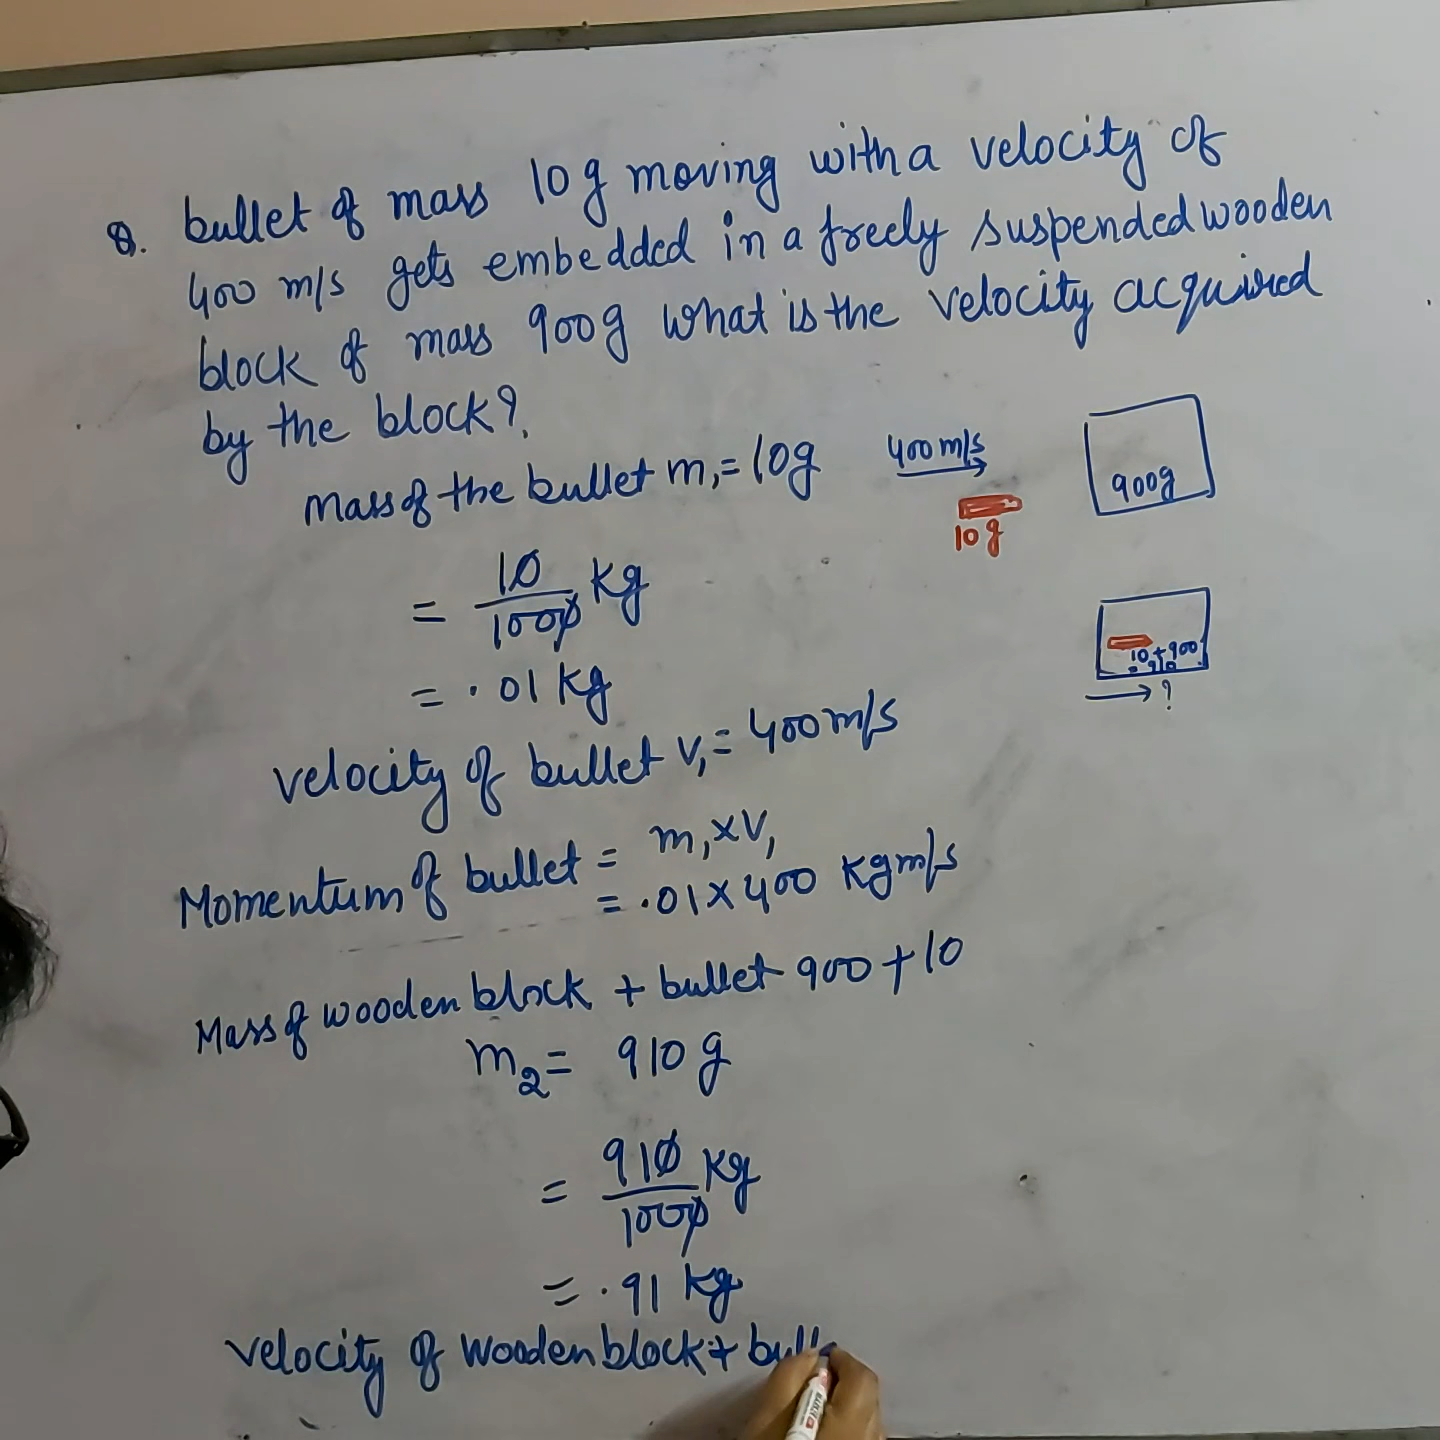 Q. bullet of mass 10g moving with a velocity of
400 m/s gets embedded in a freely suspended wooden
block of mass 900g what is the velocity acquired
by the block?
Mass of the bullet m₁ = 10g
400 m/s
900g
10g
= 10/1000 kg
10+900
= 910
= .01 kg
→ ?
velocity of bullet v₁ = 400 m/s
Momentum of bullet = m₁ x v₁
= .01 x 400 kg m/s
Mass of wooden block + bullet 900 + 10
m₂ = 910 g
= 910/1000 kg
= .91 kg
velocity of wooden block + bull